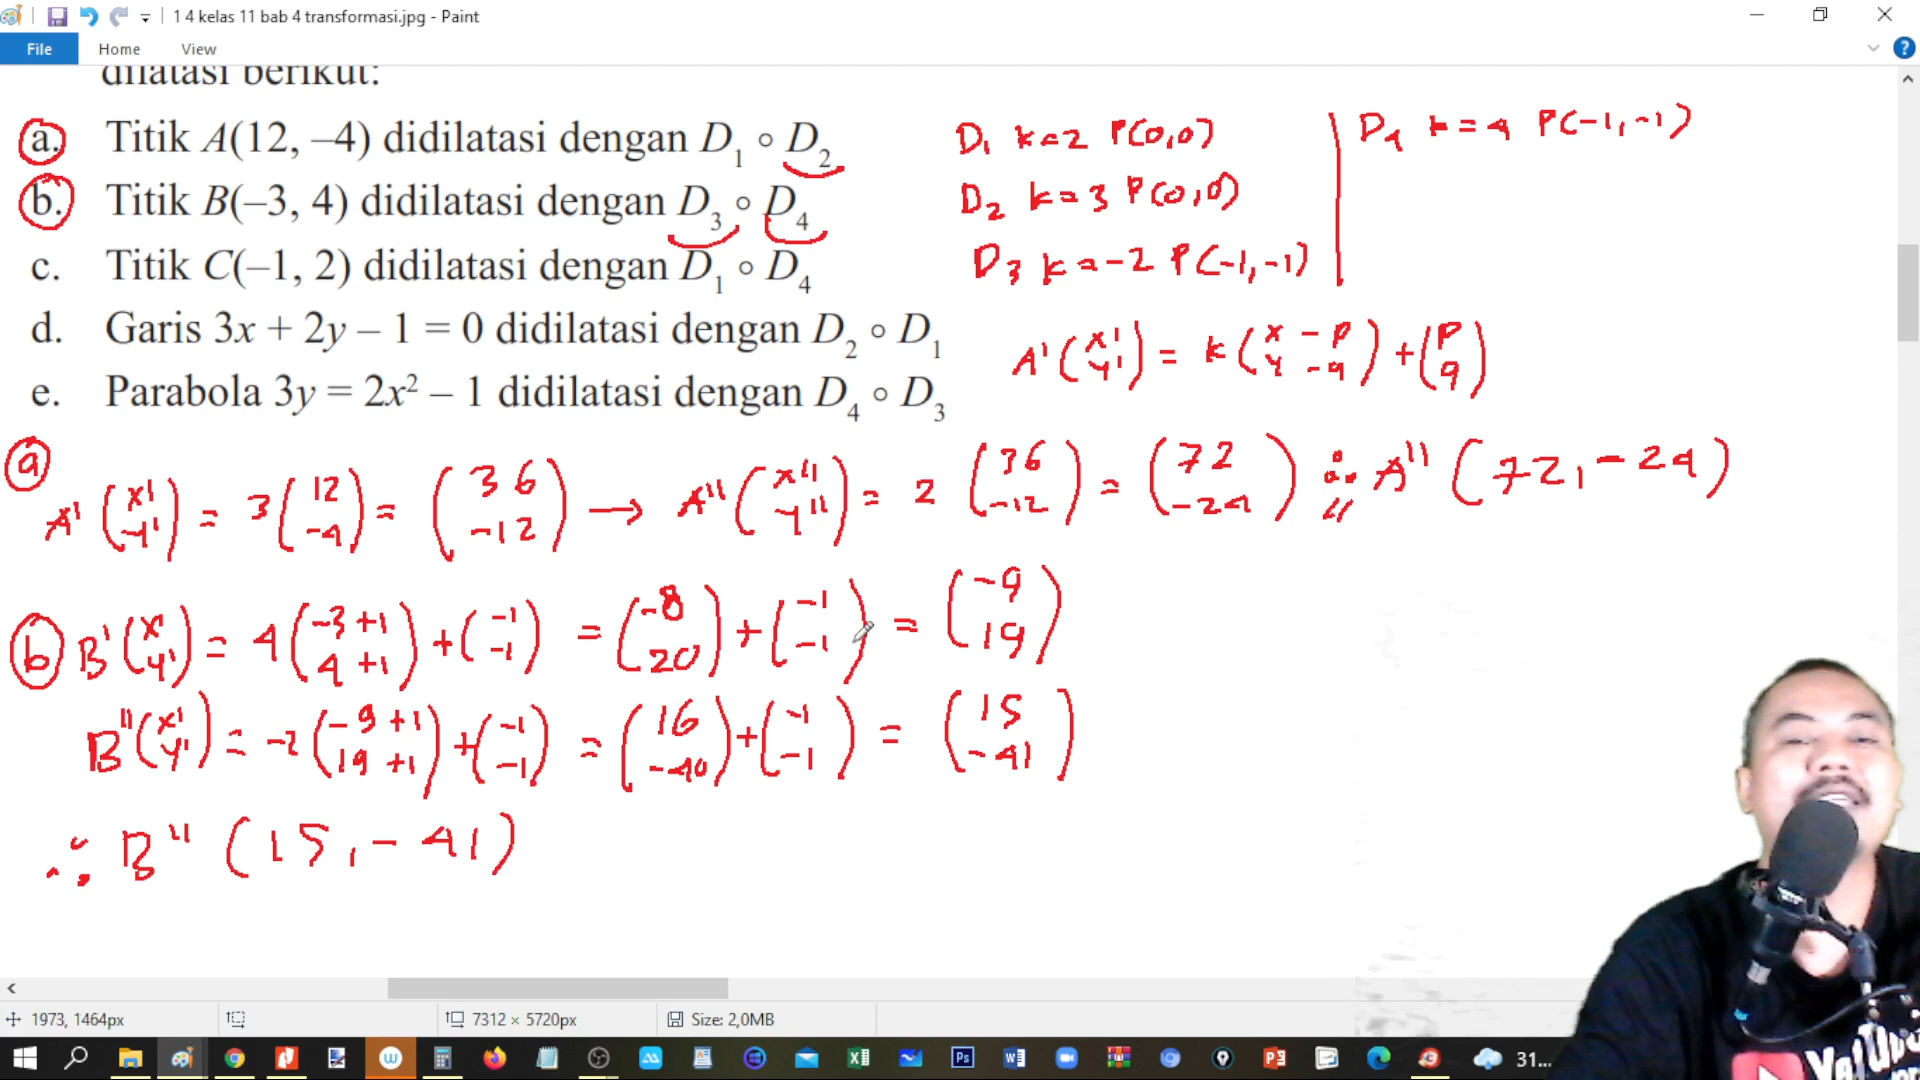 1 4 kelas 11 bab 4 transformasi.jpg - Paint
File Home View
dilatasi berikut:
a. Titik A(12, –4) didilatasi dengan D₁ ∘ D₂
b. Titik B(–3, 4) didilatasi dengan D₃ ∘ D₄
c. Titik C(–1, 2) didilatasi dengan D₁ ∘ D₄
d. Garis 3x + 2y – 1 = 0 didilatasi dengan D₂ ∘ D₁
e. Parabola 3y = 2x² – 1 didilatasi dengan D₄ ∘ D₃
D₁ k=2 P(0,0)
D₂ k=3 P(0,0)
D₃ k=-2 P(-1,-1)
D₄ k=4 P(-1,-1)
A' (x' y') = k (x - p y - q) + (p q)
a
A' (x' y') = 3 (12 -4) = (36 -12) → A'' (x'' y'') = 2 (36 -12) = (72 -24) ∴ A'' (72, -24)
b B' (x' y') = 4 (-3+1 4+1) + (-1 -1) = (-8 20) + (-1 -1) = (-9 19)
B'' (x' y') = -2 (-9+1 19+1) + (-1 -1) = (16 -40) + (-1 -1) = (15 -41)
∴ B'' (15, -41)
1973, 1464px 7312 × 5720px Size: 2,0MB
31...